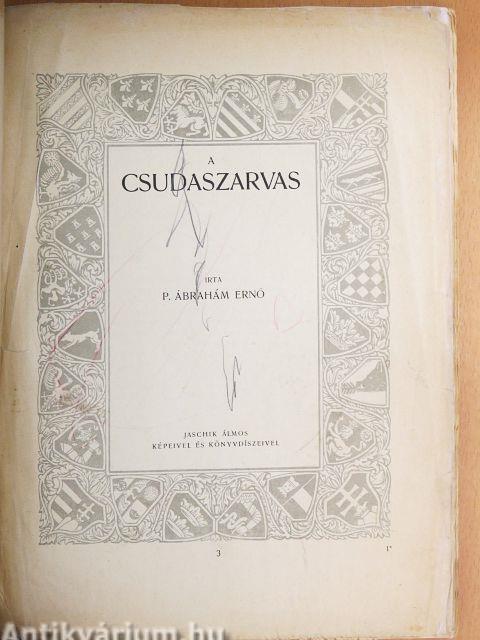 A
CSUDASZARVAS
IRTA
P. ÁBRAHÁM ERNŐ
JASCHIK ÁLMOS
KÉPEIVEL ÉS KÖNYVDÍSZEIVEL
3
1*
Antikvárium.hu